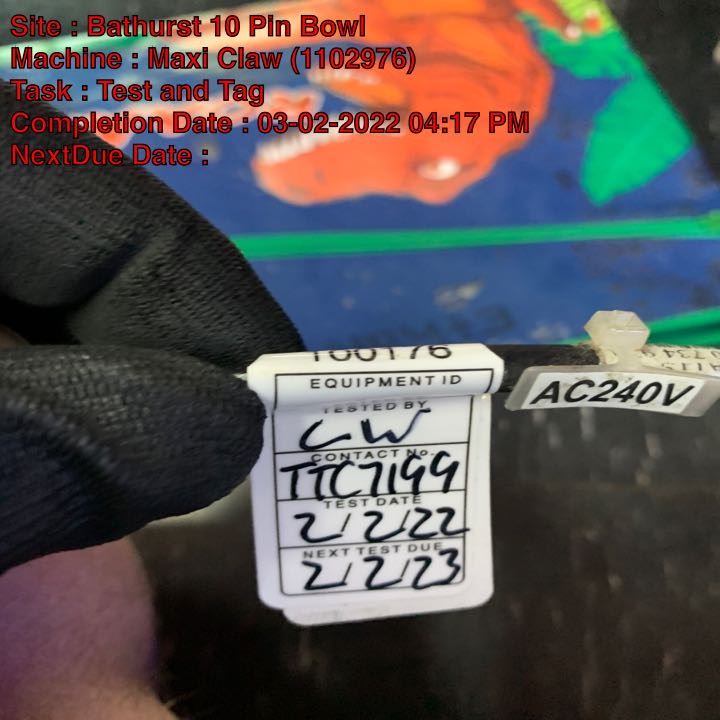 Site : Bathurst 10 Pin Bowl
Machine : Maxi Claw (1102976)
Task : Test and Tag
Completion Date : 03-02-2022 04:17 PM
NextDue Date :
100176
EQUIPMENT ID
TESTED BY
CW
CONTACT No.
TTC7199
TEST DATE
2/2/22
NEXT TEST DUE
2/2/23
AC240V